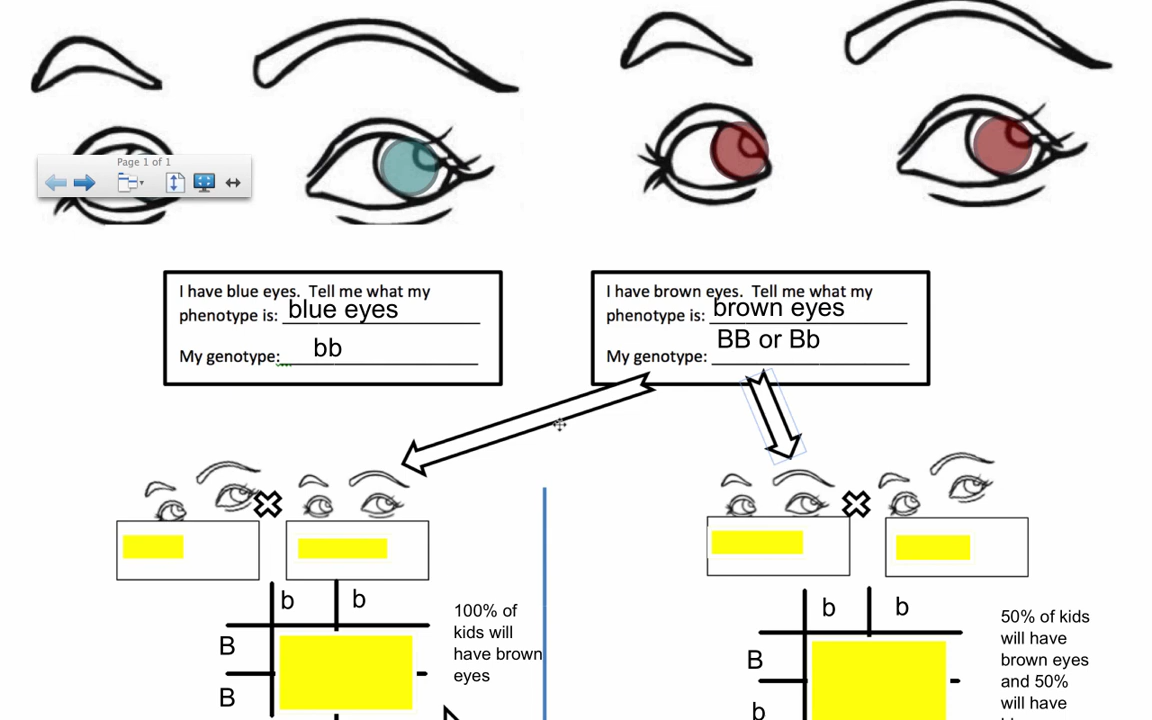 Page 1 of 1
I have blue eyes. Tell me what my
phenotype is: blue eyes
My genotype: bb
I have brown eyes. Tell me what my
phenotype is: brown eyes
My genotype: BB or Bb
b b
B
B
100% of
kids will
have brown
eyes
b b
B
b
50% of kids
will have
brown eyes
and 50%
will have